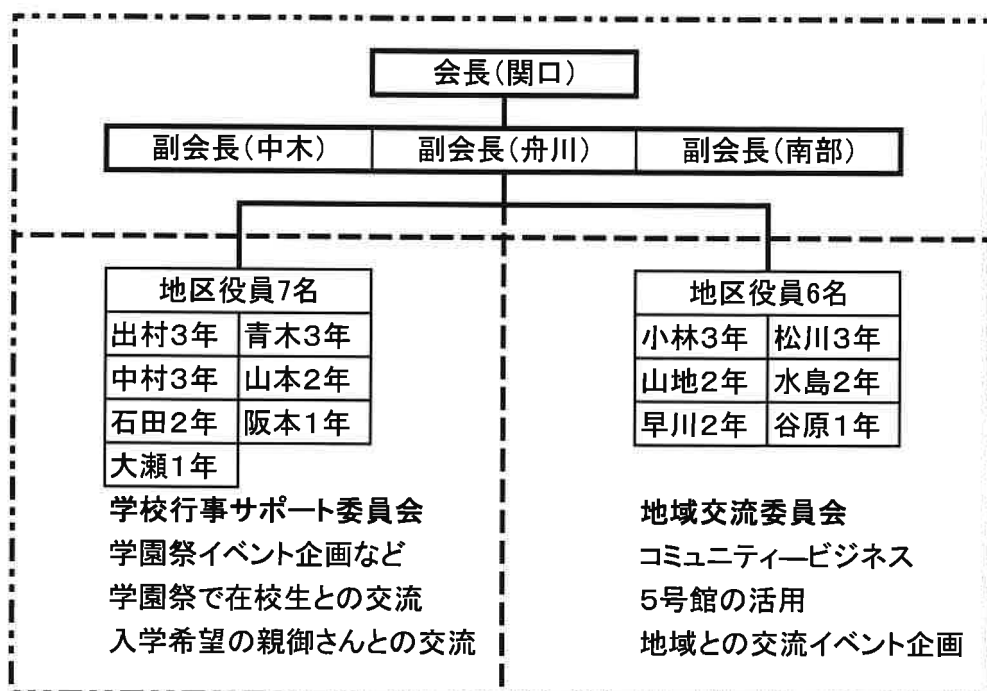 会長(関口)
副会長(中木) 副会長(舟川) 副会長(南部)
地区役員7名
出村3年 青木3年
中村3年 山本2年
石田2年 阪本1年
大瀬1年
学校行事サポート委員会
学園祭イベント企画など
学園祭で在校生との交流
入学希望の親御さんとの交流
地区役員6名
小林3年 松川3年
山地2年 水島2年
早川2年 谷原1年
地域交流委員会
コミュニティービジネス
5号館の活用
地域との交流イベント企画